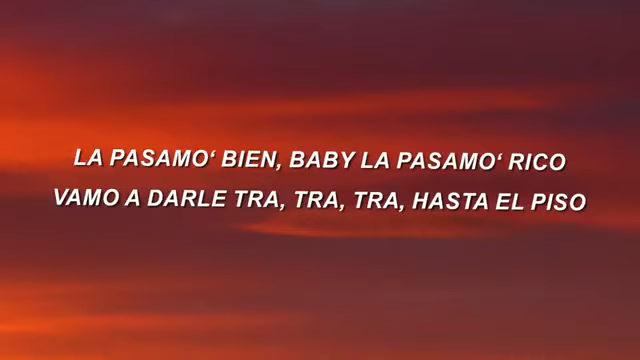 LA PASAMO‘ BIEN, BABY LA PASAMO‘ RICO
VAMO A DARLE TRA, TRA, TRA, HASTA EL PISO